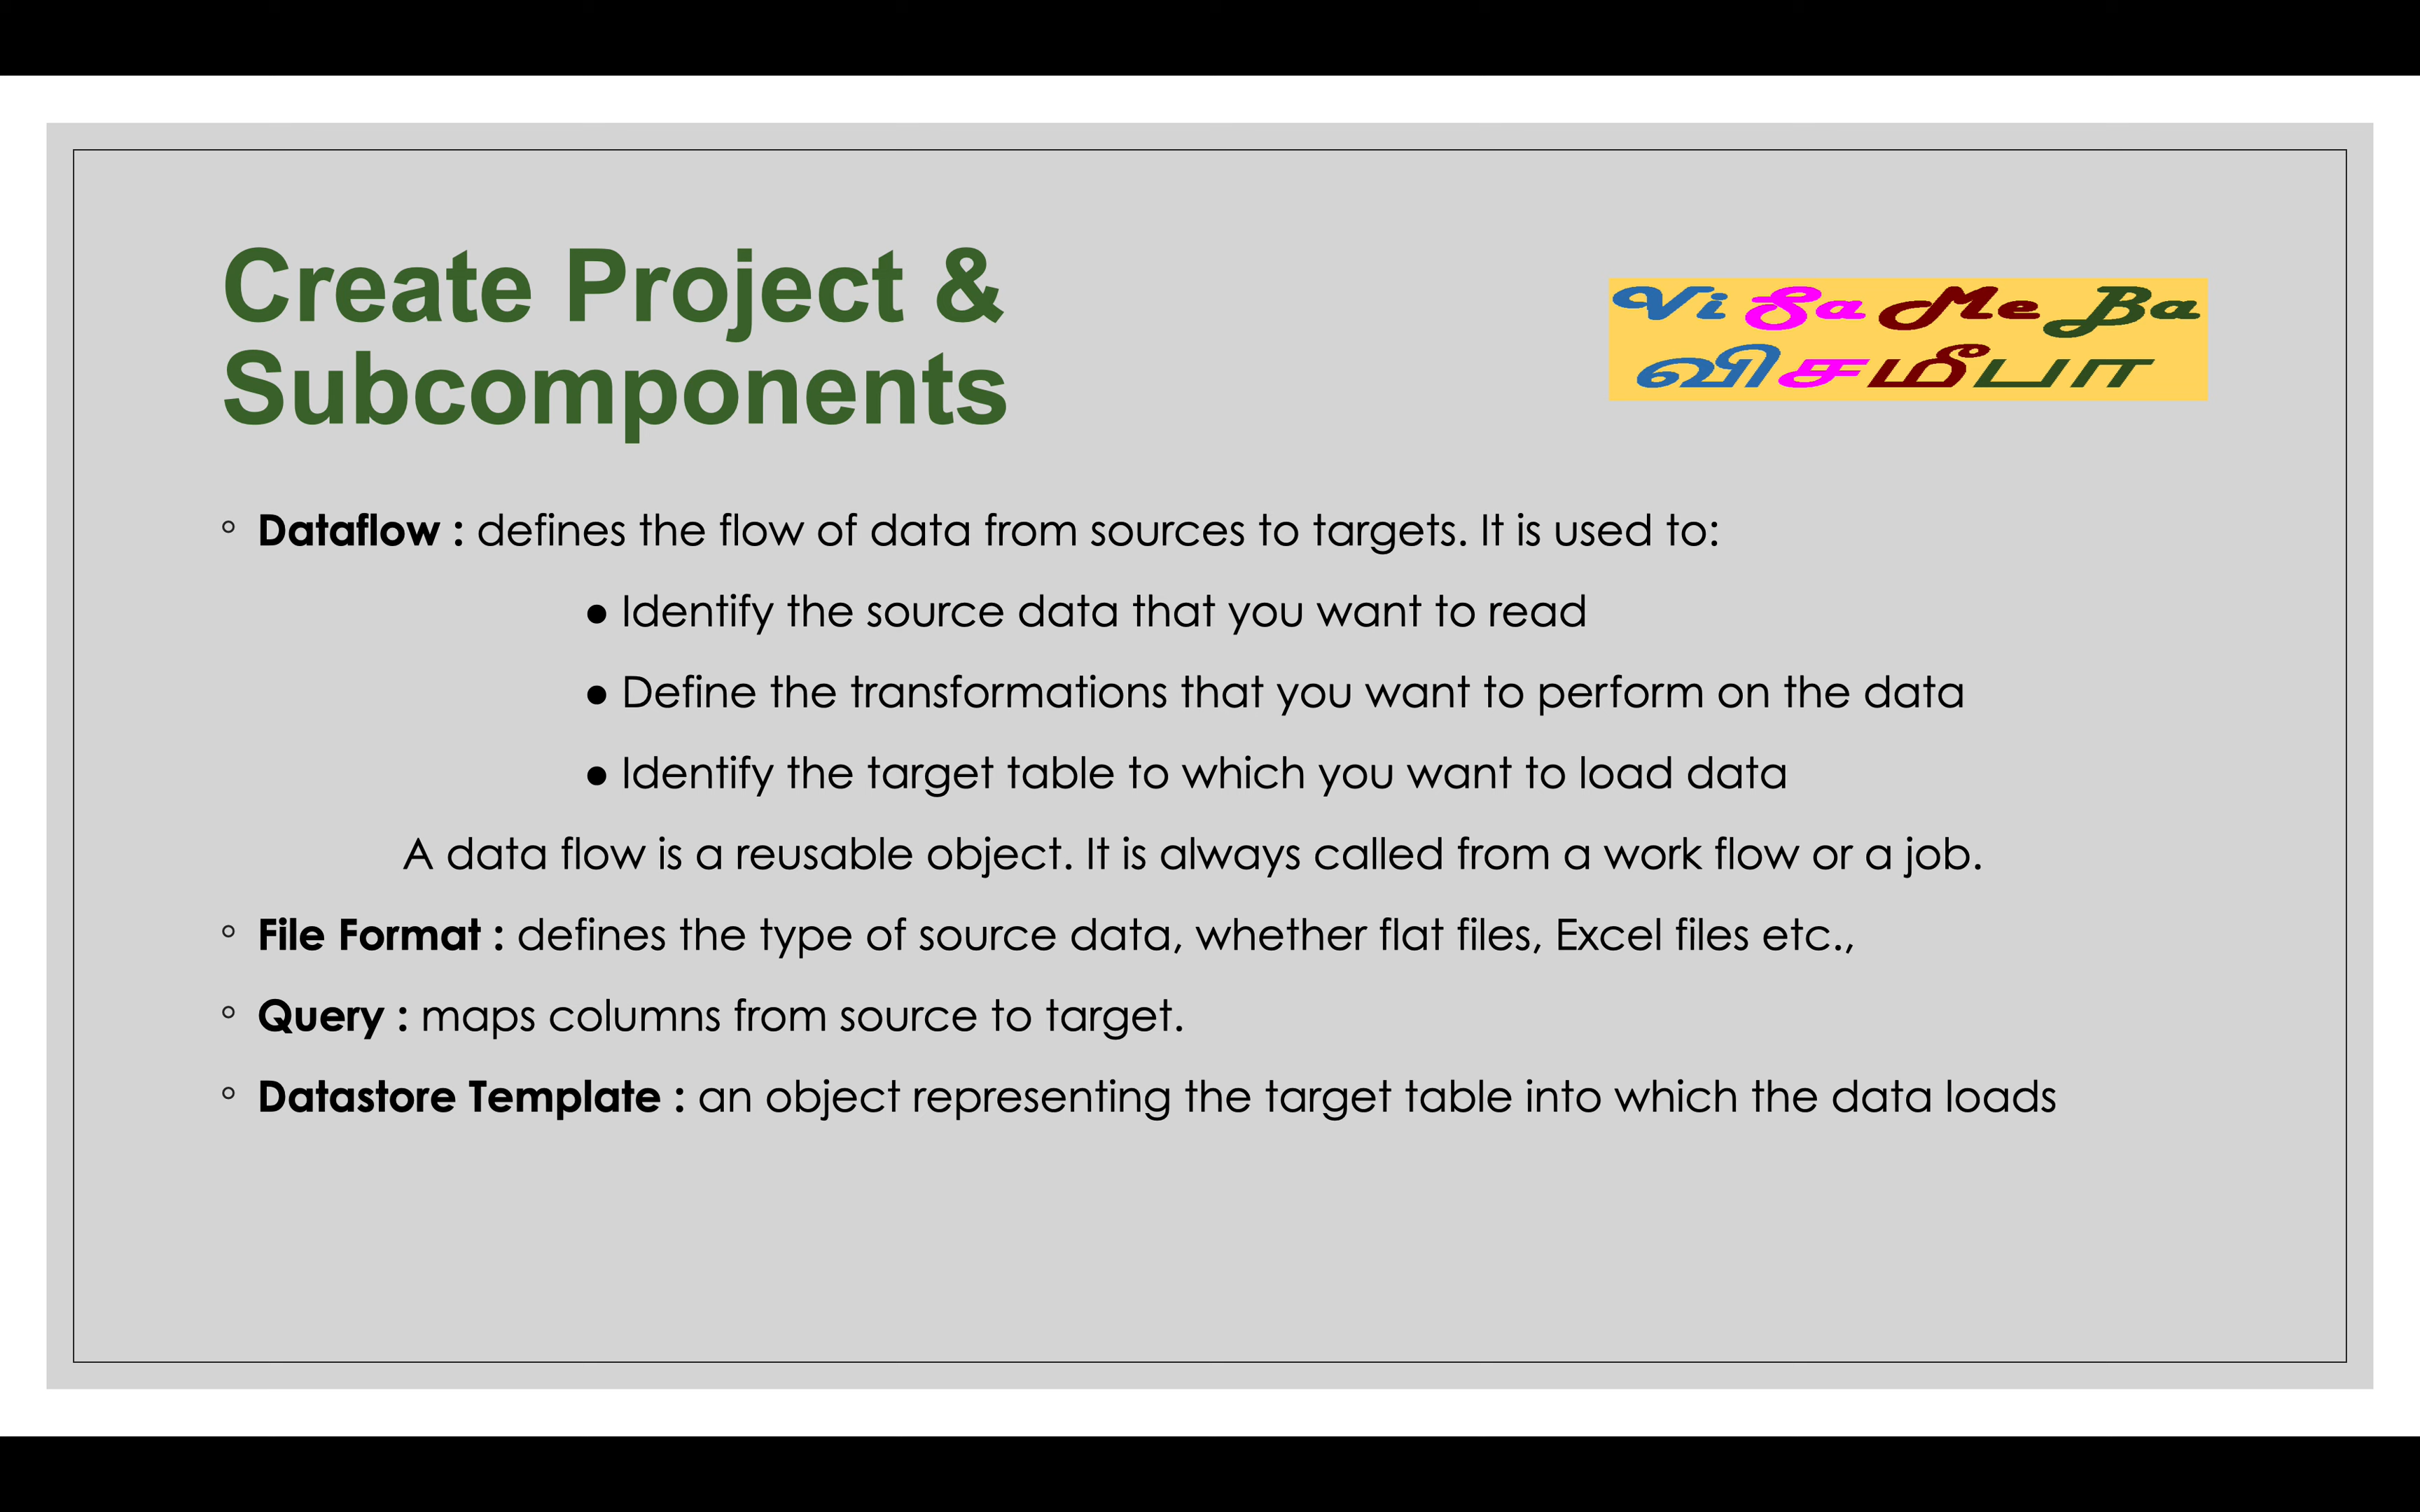 Create Project &
Subcomponents
Vi Sa Me Ba
விசமீபா
◦ Dataflow : defines the flow of data from sources to targets. It is used to:
● Identify the source data that you want to read
● Define the transformations that you want to perform on the data
● Identify the target table to which you want to load data
A data flow is a reusable object. It is always called from a work flow or a job.
◦ File Format : defines the type of source data, whether flat files, Excel files etc.,
◦ Query : maps columns from source to target.
◦ Datastore Template : an object representing the target table into which the data loads